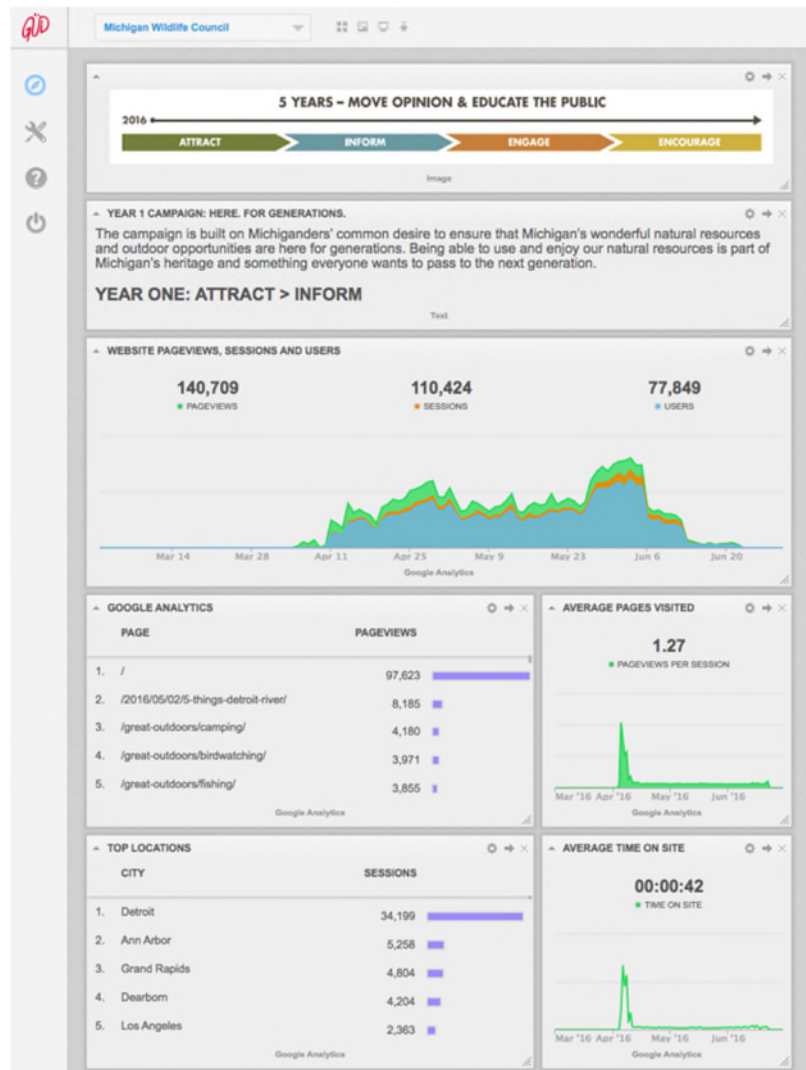 GÜD
Michigan Wildlife Council
5 YEARS – MOVE OPINION & EDUCATE THE PUBLIC
2016
ATTRACT INFORM ENGAGE ENCOURAGE
Image
YEAR 1 CAMPAIGN: HERE. FOR GENERATIONS.
The campaign is built on Michiganders' common desire to ensure that Michigan's wonderful natural resources
and outdoor opportunities are here for generations. Being able to use and enjoy our natural resources is part of
Michigan's heritage and something everyone wants to pass to the next generation.
YEAR ONE: ATTRACT > INFORM
Text
WEBSITE PAGEVIEWS, SESSIONS AND USERS
140,709 110,424 77,849
PAGEVIEWS SESSIONS USERS
Mar 14 Mar 28 Apr 11 Apr 25 May 9 May 23 Jun 6 Jun 20
Google Analytics
GOOGLE ANALYTICS
PAGE PAGEVIEWS
1. / 97,623
2. /2016/05/02/5-things-detroit-river/ 8,185
3. /great-outdoors/camping/ 4,180
4. /great-outdoors/birdwatching/ 3,971
5. /great-outdoors/fishing/ 3,855
Google Analytics
AVERAGE PAGES VISITED
1.27
PAGEVIEWS PER SESSION
Mar '16 Apr '16 May '16 Jun '16
Google Analytics
TOP LOCATIONS
CITY SESSIONS
1. Detroit 34,199
2. Ann Arbor 5,258
3. Grand Rapids 4,804
4. Dearborn 4,204
5. Los Angeles 2,363
Google Analytics
AVERAGE TIME ON SITE
00:00:42
TIME ON SITE
Mar '16 Apr '16 May '16 Jun '16
Google Analytics